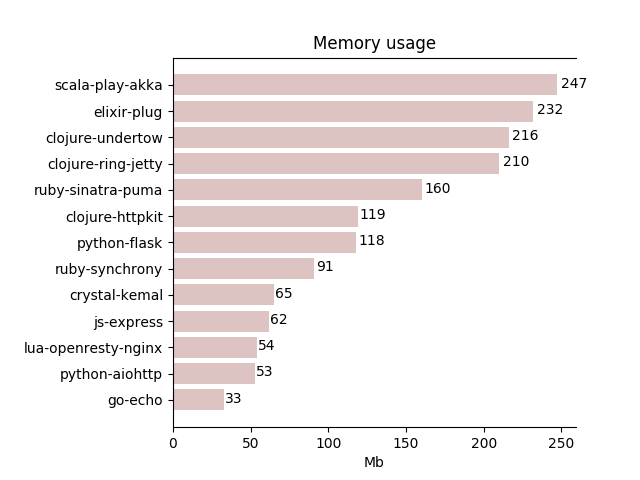 Memory usage
scala-play-akka 247
elixir-plug 232
clojure-undertow 216
clojure-ring-jetty 210
ruby-sinatra-puma 160
clojure-httpkit 119
python-flask 118
ruby-synchrony 91
crystal-kemal 65
js-express 62
lua-openresty-nginx 54
python-aiohttp 53
go-echo 33
0 50 100 150 200 250
Mb